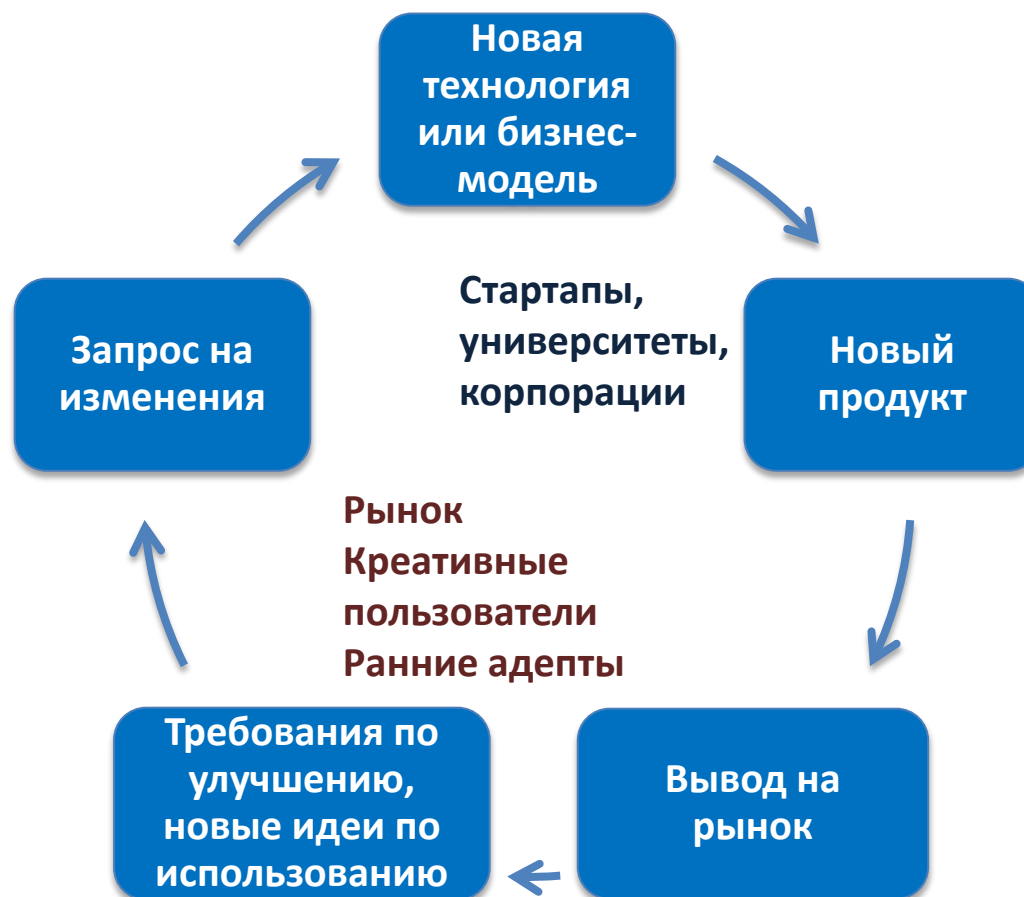 Новая
технология
или бизнес-
модель
Стартапы,
университеты,
корпорации
Запрос на
изменения
Новый
продукт
Рынок
Креативные
пользователи
Ранние адепты
Требования по
улучшению,
новые идеи по
использованию
Вывод на
рынок